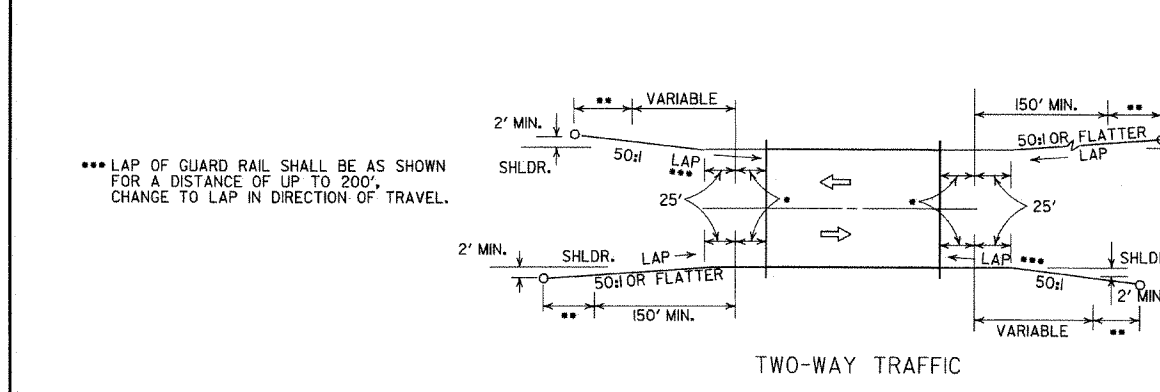 ** VARIABLE
150' MIN. **
2' MIN.
50:1 OR FLATTER
50:1
LAP
LAP
SHLDR.
***
*** LAP OF GUARD RAIL SHALL BE AS SHOWN
FOR A DISTANCE OF UP TO 200',
CHANGE TO LAP IN DIRECTION OF TRAVEL.
25'
*
*
25'
2' MIN.
SHLDR.
LAP
LAP
***
SHLD
50:1 OR FLATTER
50:1
2' MIN
** 150' MIN.
VARIABLE **
TWO-WAY TRAFFIC